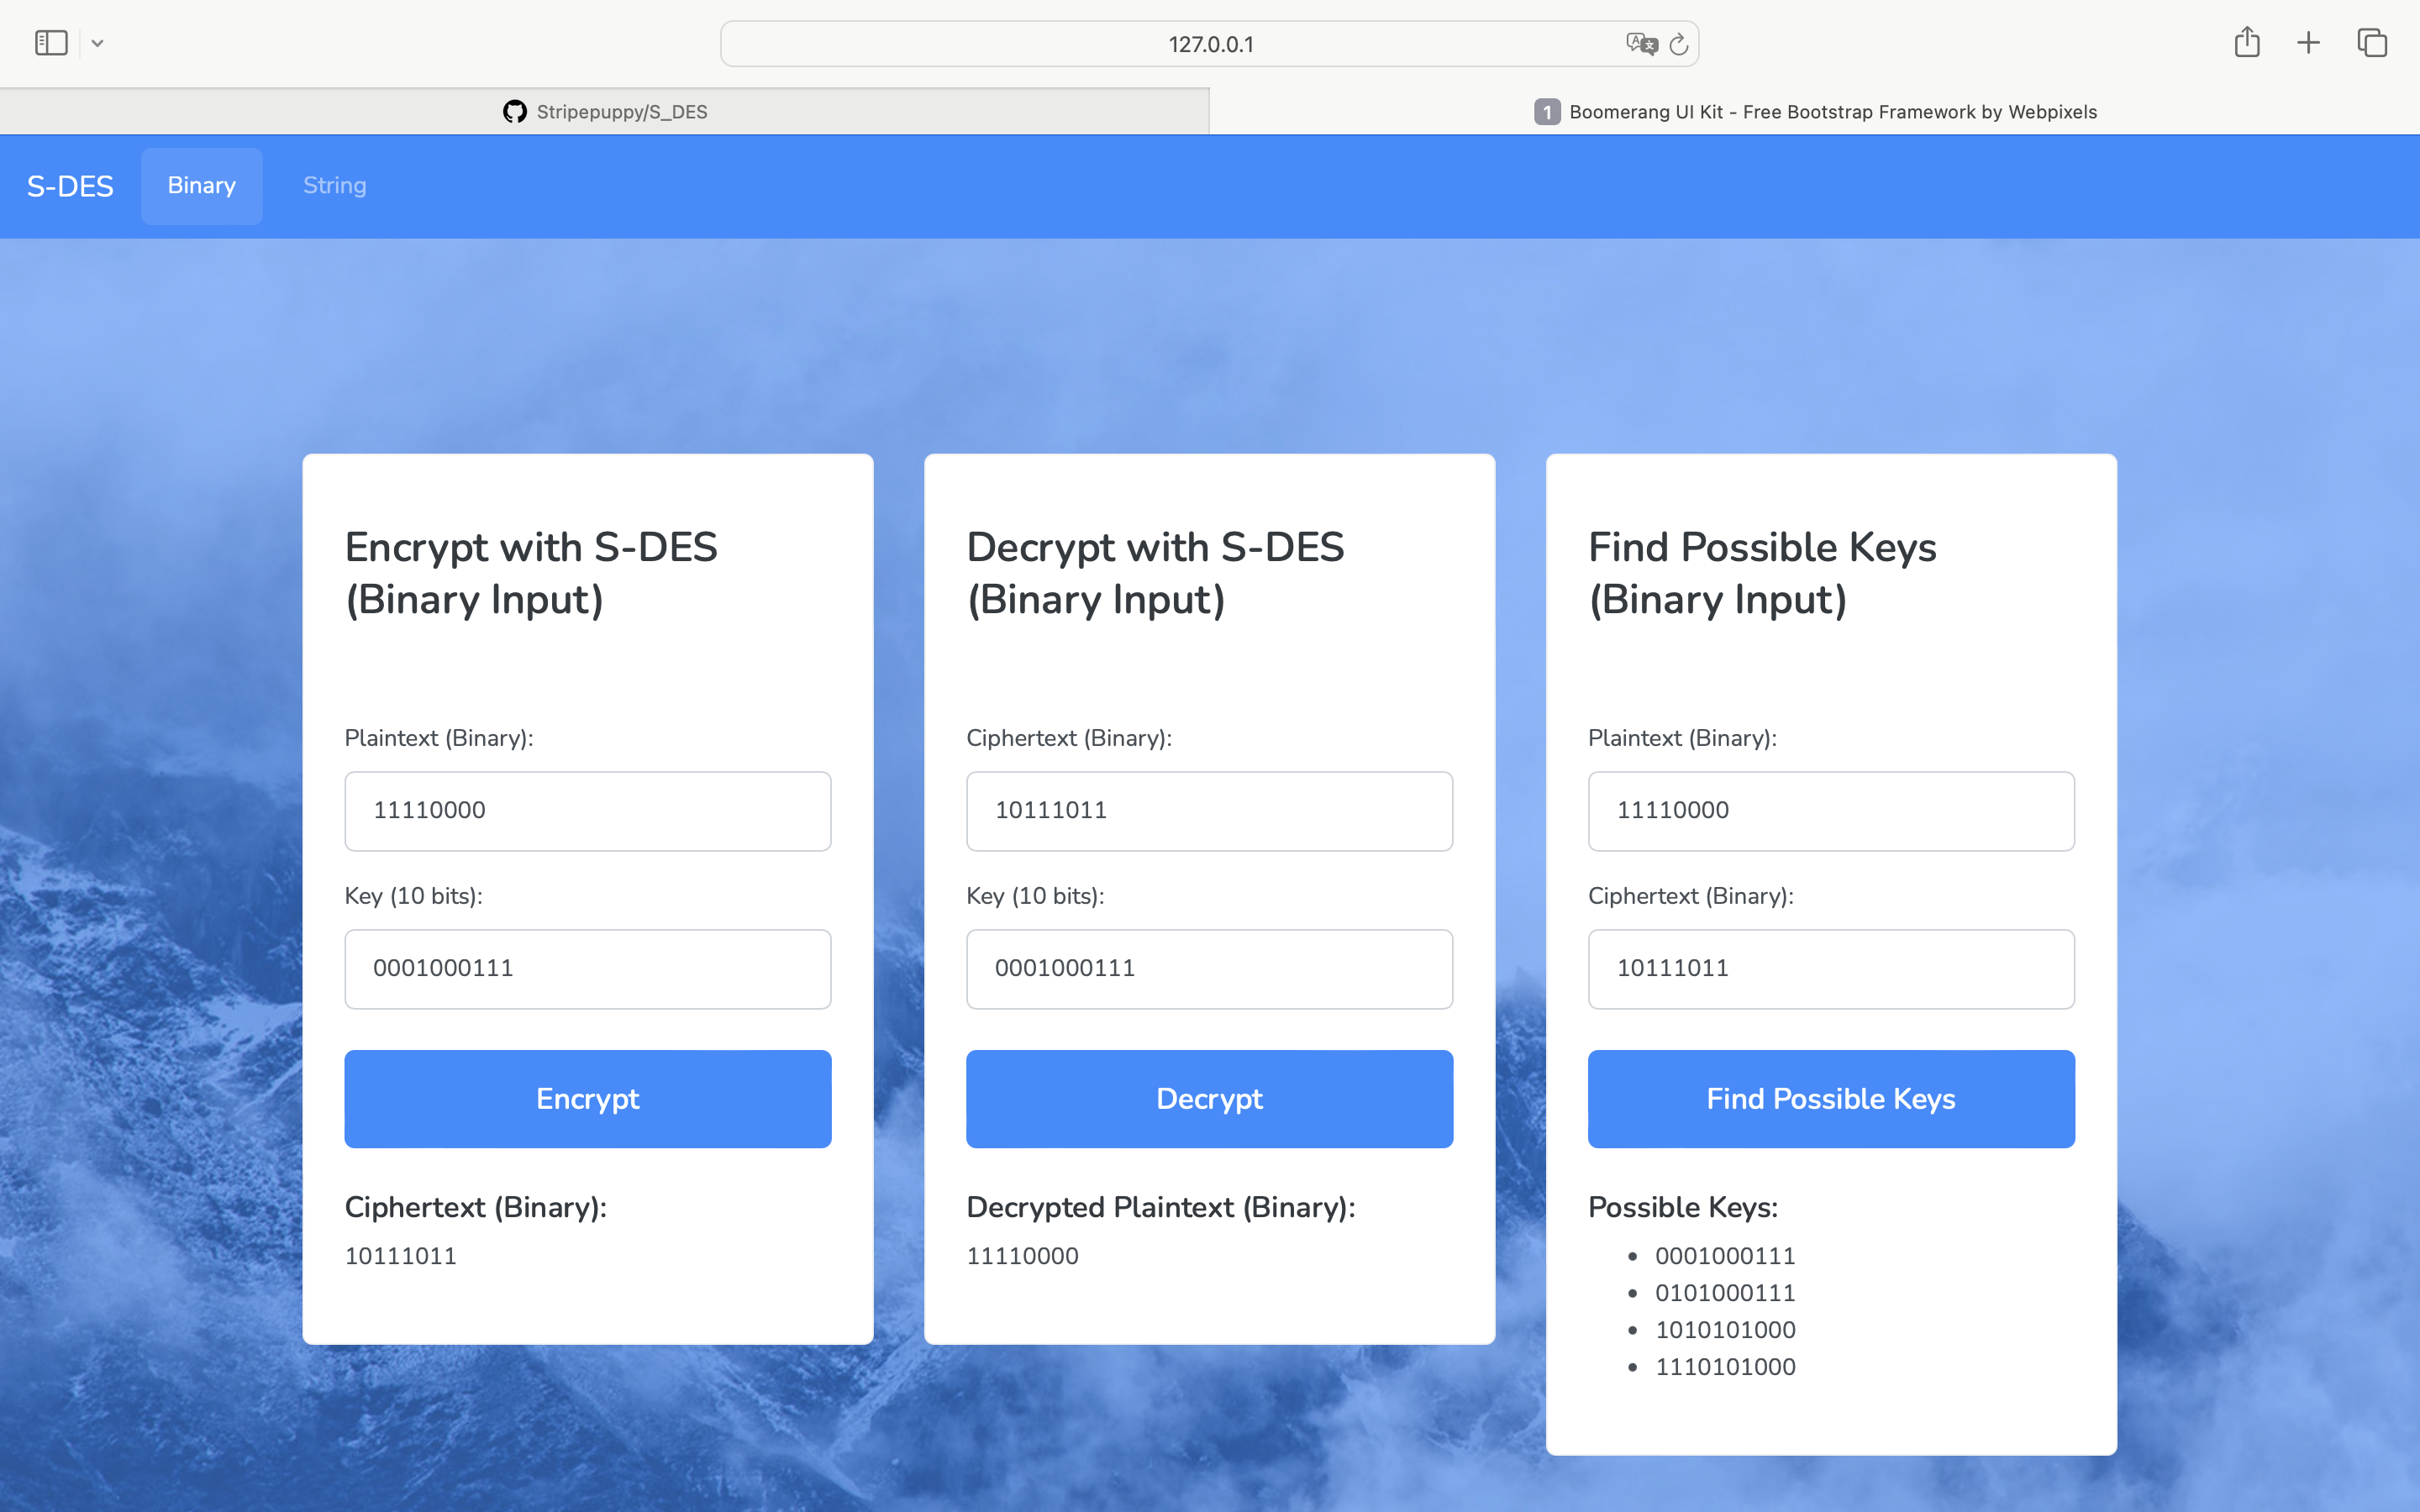 127.0.0.1
Stripepuppy/S_DES
1 Boomerang UI Kit - Free Bootstrap Framework by Webpixels
S-DES Binary String
Encrypt with S-DES
(Binary Input)
Plaintext (Binary):
11110000
Key (10 bits):
0001000111
Encrypt
Ciphertext (Binary):
10111011
Decrypt with S-DES
(Binary Input)
Ciphertext (Binary):
10111011
Key (10 bits):
0001000111
Decrypt
Decrypted Plaintext (Binary):
11110000
Find Possible Keys
(Binary Input)
Plaintext (Binary):
11110000
Ciphertext (Binary):
10111011
Find Possible Keys
Possible Keys:
• 0001000111
• 0101000111
• 1010101000
• 1110101000